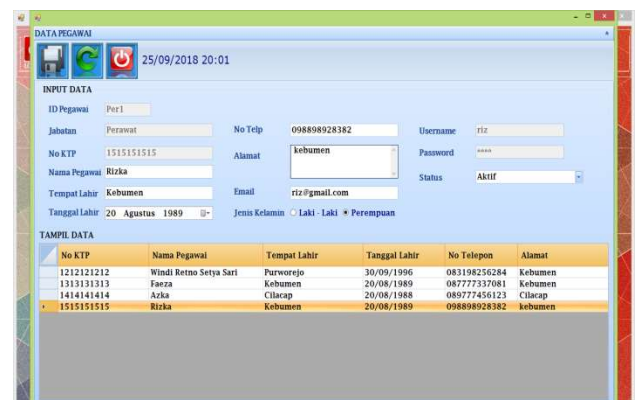 DATA PEGAWAI
25/09/2018 20:01
INPUT DATA
ID Pegawai Per1
Jabatan Perawat No Telp 098898928382 Username riz
No KTP 1515151515 Alamat kebumen Password ****
Nama Pegawai Rizka Status Aktif
Tempat Lahir Kebumen Email riz@gmail.com
Tanggal Lahir 20 Agustus 1989 Jenis Kelamin Laki - Laki Perempuan
TAMPIL DATA
No KTP Nama Pegawai Tempat Lahir Tanggal Lahir No Telepon Alamat
1212121212 Windi Retno Setya Sari Purworejo 30/09/1996 083198256284 Kebumen
1313131313 Faeza Kebumen 20/08/1989 087777337081 Kebumen
1414141414 Azka Cilacap 20/08/1988 089777456123 Cilacap
1515151515 Rizka Kebumen 20/08/1989 098898928382 kebumen